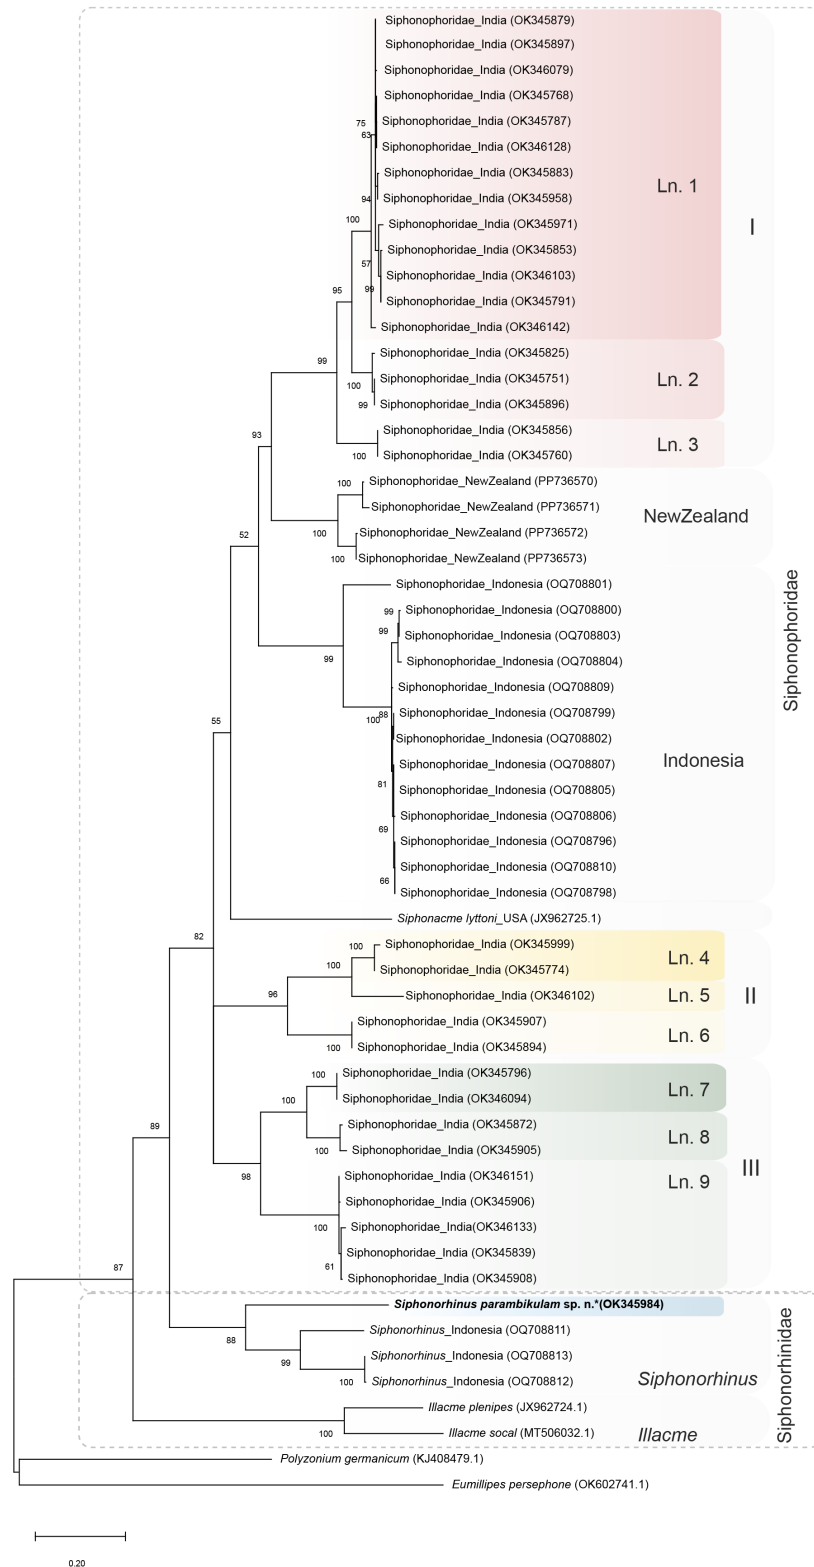 Siphonophoridae_India (OK345879)
Siphonophoridae_India (OK345897)
Siphonophoridae_India (OK346079)
Siphonophoridae_India (OK345768)
75
Siphonophoridae_India (OK345787)
63
Siphonophoridae_India (OK346128)
Siphonophoridae_India (OK345883)
Ln. 1
94
Siphonophoridae_India (OK345958)
100
Siphonophoridae_India (OK345971)
I
Siphonophoridae_India (OK345853)
57
Siphonophoridae_India (OK346103)
99
95
Siphonophoridae_India (OK345791)
Siphonophoridae_India (OK346142)
Siphonophoridae_India (OK345825)
99
Siphonophoridae_India (OK345751)
Ln. 2
100
Siphonophoridae_India (OK345896)
99
Siphonophoridae_India (OK345856)
93
Ln. 3
Siphonophoridae_India (OK345760)
100
Siphonophoridae_NewZealand (PP736570)
100
Siphonophoridae_NewZealand (PP736571)
NewZealand
Siphonophoridae_NewZealand (PP736572)
100
52
Siphonophoridae_NewZealand (PP736573)
100
Siphonophoridae_Indonesia (OQ708801)
Siphonophoridae_Indonesia (OQ708800)
99
Siphonophoridae_Indonesia (OQ708803)
99
Siphonophoridae
Siphonophoridae_Indonesia (OQ708804)
99
Siphonophoridae_Indonesia (OQ708809)
Siphonophoridae_Indonesia (OQ708799)
88
100
55
Siphonophoridae_Indonesia (OQ708802)
Siphonophoridae_Indonesia (OQ708807)
Indonesia
81
Siphonophoridae_Indonesia (OQ708805)
Siphonophoridae_Indonesia (OQ708806)
69
Siphonophoridae_Indonesia (OQ708796)
Siphonophoridae_Indonesia (OQ708810)
66
Siphonophoridae_Indonesia (OQ708798)
Siphonacme lyttoni_USA (JX962725.1)
82
Siphonophoridae_India (OK345999)
100
Ln. 4
Siphonophoridae_India (OK345774)
100
Siphonophoridae_India (OK346102)
Ln. 5
II
96
Siphonophoridae_India (OK345907)
Ln. 6
Siphonophoridae_India (OK345894)
100
Siphonophoridae_India (OK345796)
100
Ln. 7
Siphonophoridae_India (OK346094)
100
89
Siphonophoridae_India (OK345872)
Ln. 8
Siphonophoridae_India (OK345905)
100
III
98
Siphonophoridae_India (OK346151)
Ln. 9
Siphonophoridae_India (OK345906)
Siphonophoridae_India(OK346133)
100
Siphonophoridae_India (OK345839)
61
87
Siphonophoridae_India (OK345908)
Siphonorhinus parambikulam sp. n.*(OK345984)
Siphonorhinus_Indonesia (OQ708811)
88
Siphonorhinus_Indonesia (OQ708813)
99
Siphonorhinus_Indonesia (OQ708812)
100
Siphonorhinus
Siphonorhinidae
Illacme plenipes (JX962724.1)
Illacme socal (MT506032.1)
100
Illacme
Polyzonium germanicum (KJ408479.1)
Eumillipes persephone (OK602741.1)
0.20